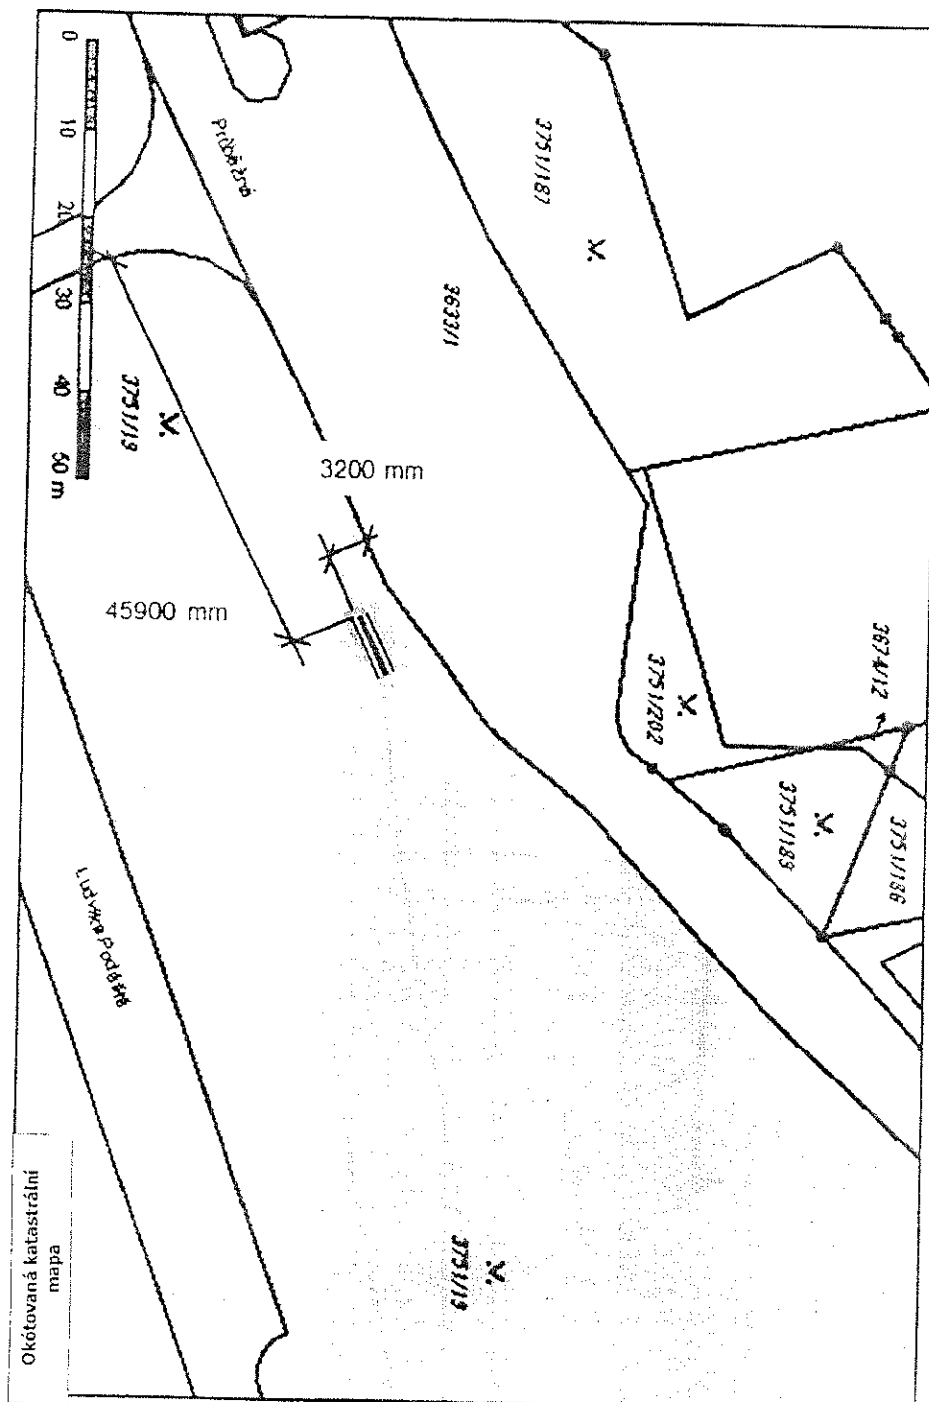 0
10
20
30
40
50 m
Průběžná
3751/187
V.
3633/1
3751/19
V.
3200 mm
45900 mm
3751/202
V.
3674/12
3751/183
V.
3751/186
Ludvíka Podéště
3751/19
V.
Okótovaná katastrální
mapa